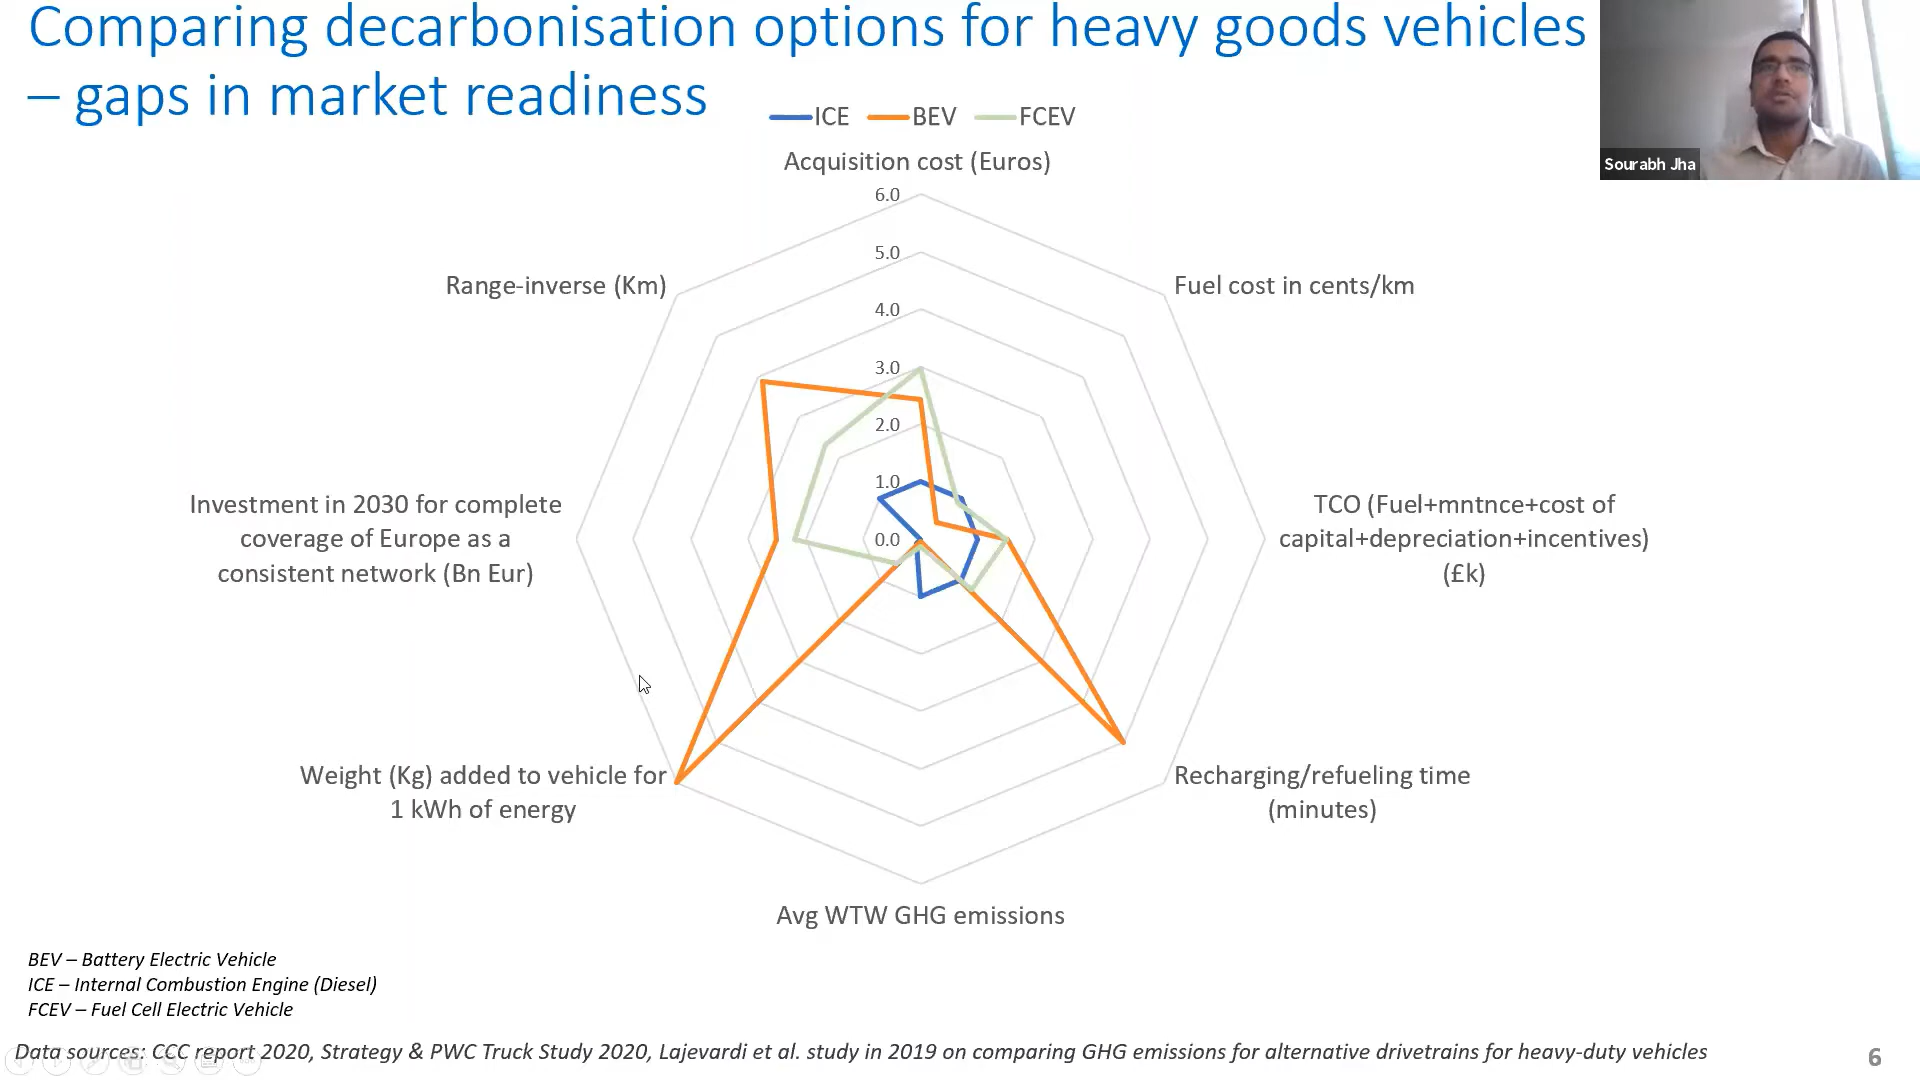 Comparing decarbonisation options for heavy goods vehicles
– gaps in market readiness
Sourabh Jha
ICE BEV FCEV
Acquisition cost (Euros)
6.0
5.0
4.0
3.0
2.0
1.0
0.0
Range-inverse (Km)
Fuel cost in cents/km
Investment in 2030 for complete
coverage of Europe as a
consistent network (Bn Eur)
TCO (Fuel+mntnce+cost of
capital+depreciation+incentives)
(£k)
Weight (Kg) added to vehicle for
1 kWh of energy
Recharging/refueling time
(minutes)
Avg WTW GHG emissions
BEV – Battery Electric Vehicle
ICE – Internal Combustion Engine (Diesel)
FCEV – Fuel Cell Electric Vehicle
Data sources: CCC report 2020, Strategy & PWC Truck Study 2020, Lajevardi et al. study in 2019 on comparing GHG emissions for alternative drivetrains for heavy-duty vehicles
6